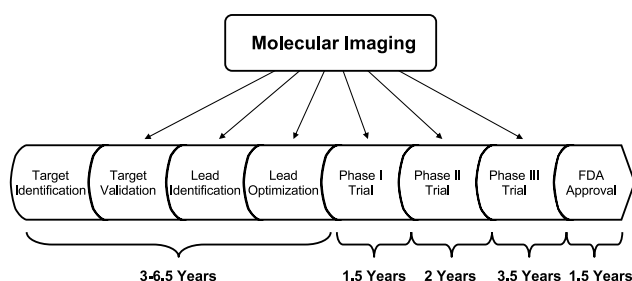 Molecular Imaging
Target
Identification
Target
Validation
Lead
Identification
Lead
Optimization
Phase I
Trial
Phase II
Trial
Phase III
Trial
FDA
Approval
3-6.5 Years
1.5 Years
2 Years
3.5 Years
1.5 Years